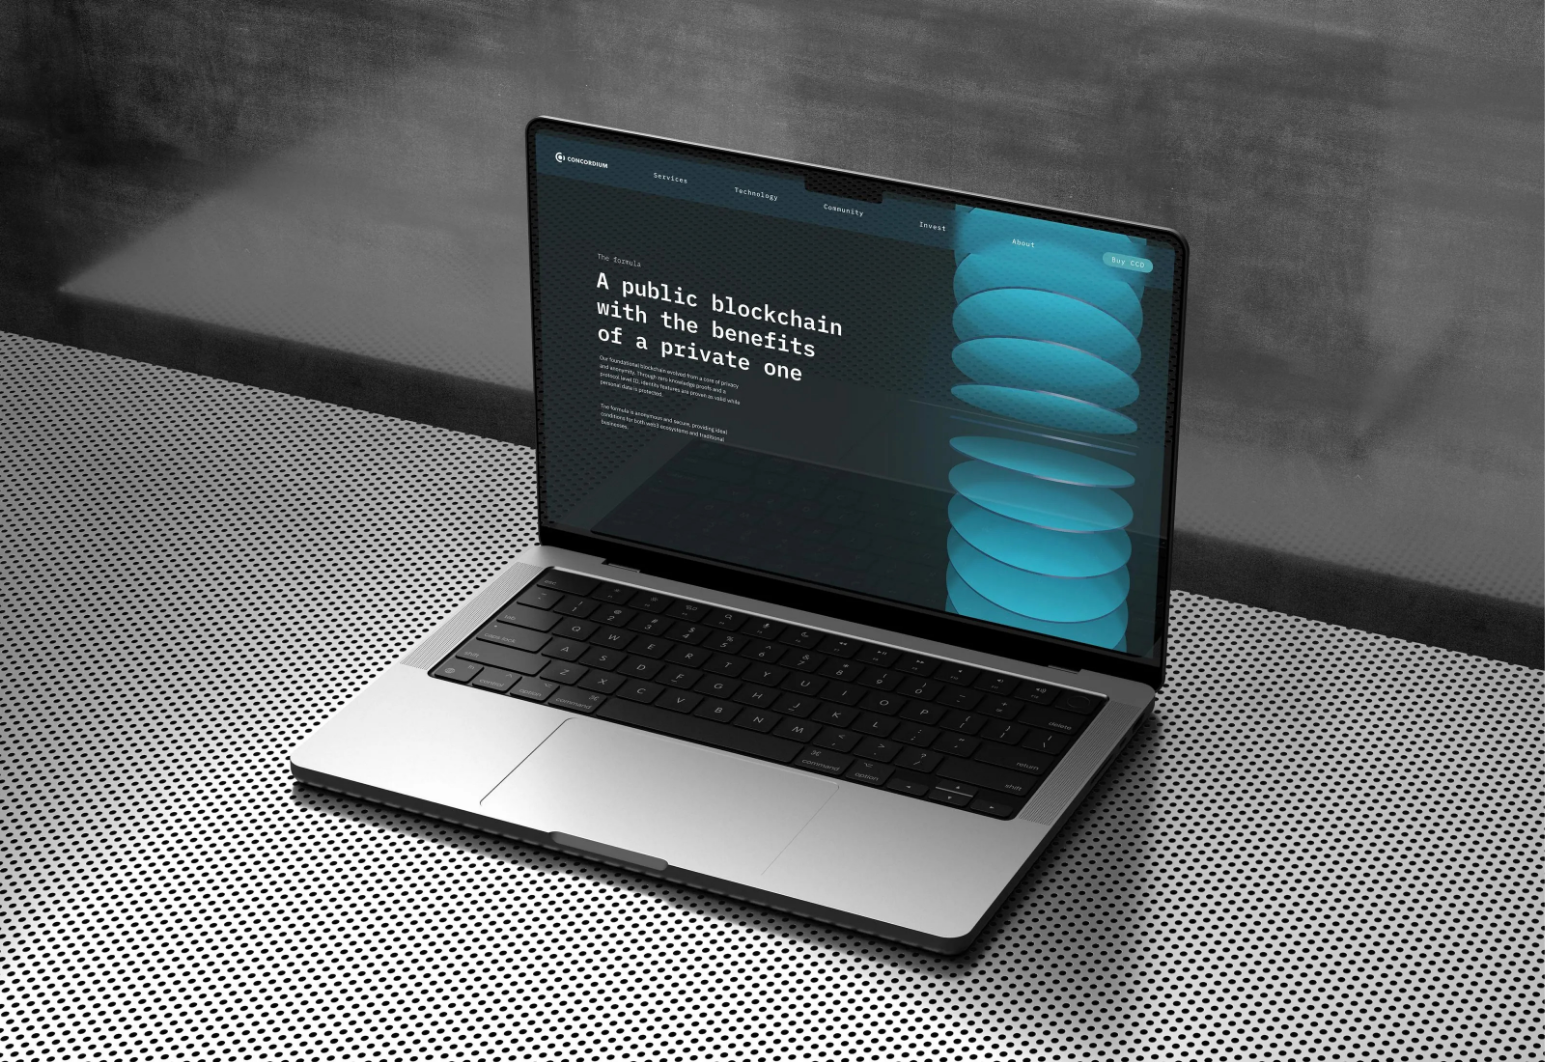 CONCORDIUM
Services
Technology
Community
Invest
About
Buy CCD
The formula
A public blockchain
with the benefits
of a private one
Our foundational blockchain evolved from a core of privacy
and anonymity. Through zero knowledge proofs and a
protocol level ID, identity features are proven as valid while
personal data is protected.
The formula is anonymous and secure, providing ideal
conditions for both web3 ecosystems and traditional
businesses.
esc
delete
tab
Q W E R T Y U I O P
caps lock
A S D F G H J K L
return
shift
Z X C V B N M
shift
control
option
command
command
option